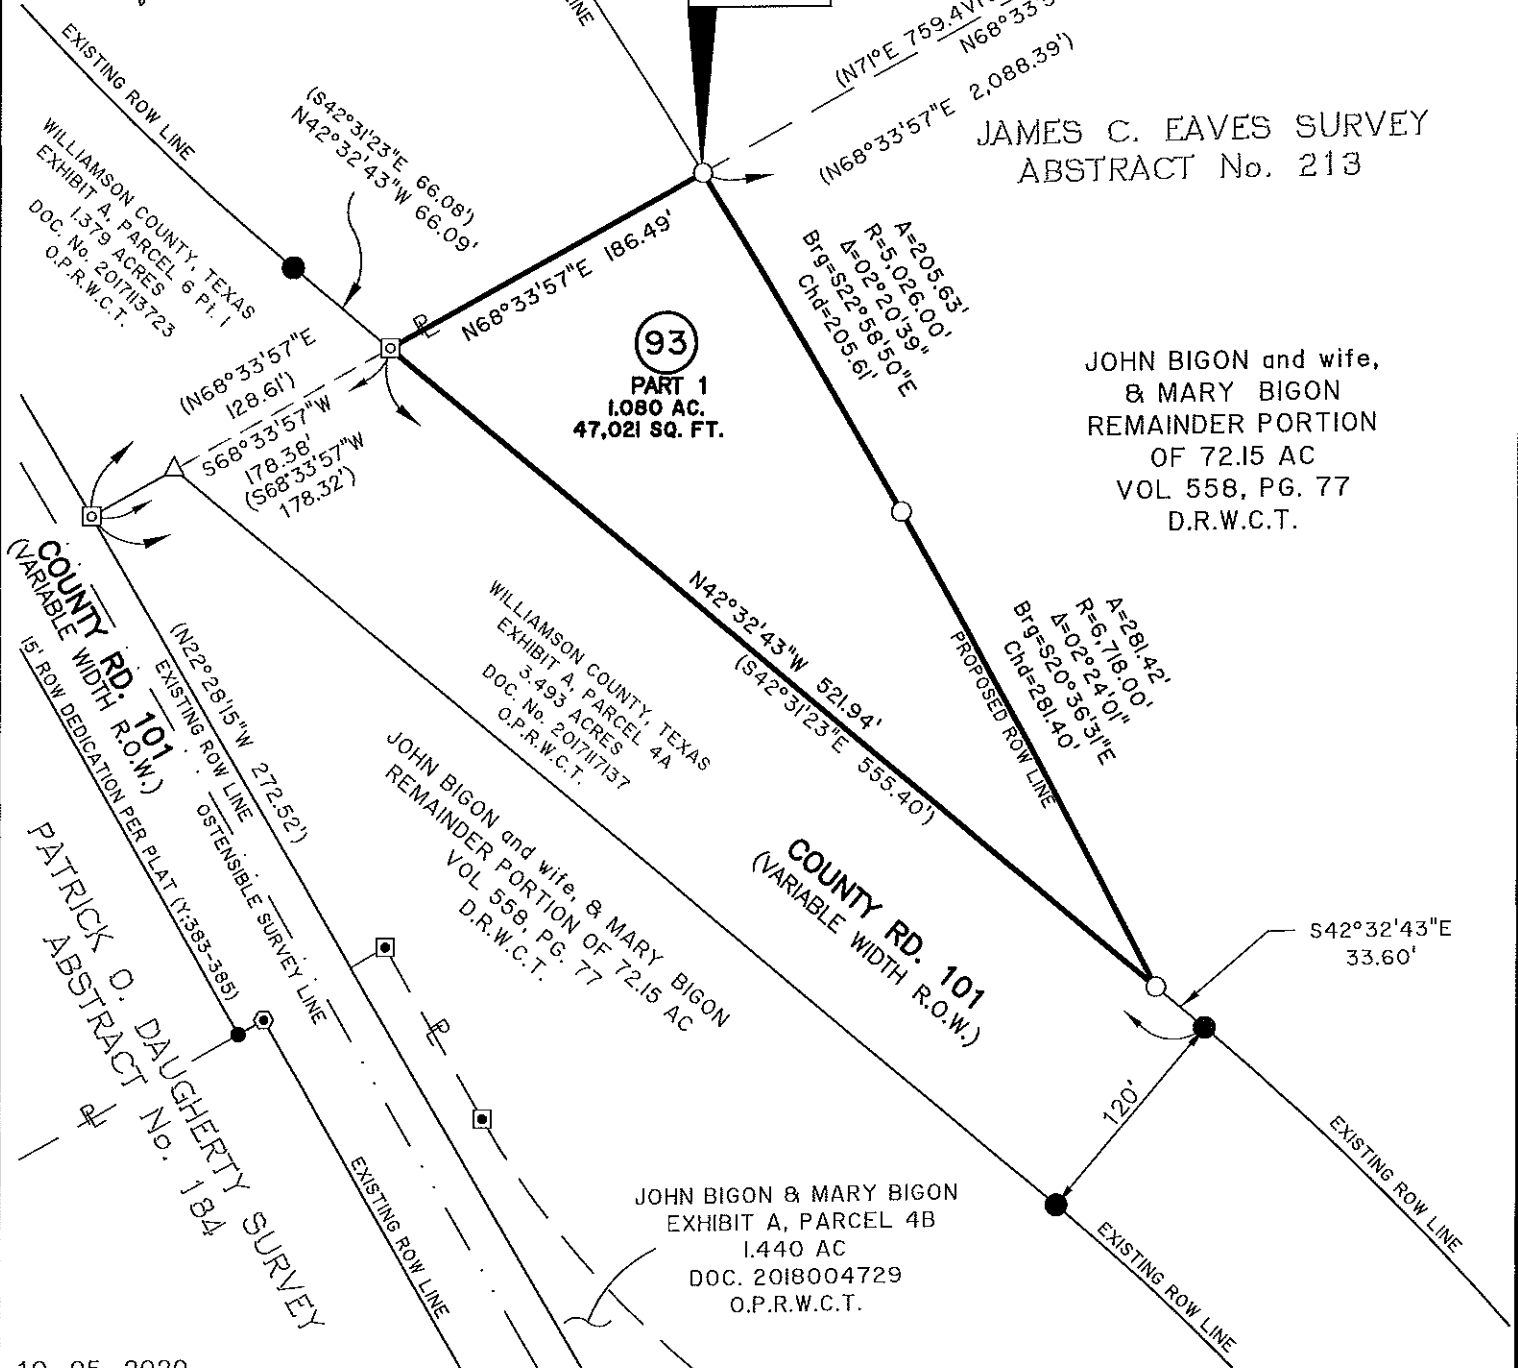 EXISTING ROW LINE
LINE
(N71°E 759.4
N68°33'5
(N68°33'57"E 2,088.39')
JAMES C. EAVES SURVEY
ABSTRACT No. 213
(S42°31'23"E 66.08')
N42°32'43"W 66.09'
WILLIAMSON COUNTY, TEXAS
EXHIBIT A, PARCEL 6 Pt. 1
1.379 ACRES
DOC. No. 2017113723
O.P.R.W.C.T.
N68°33'57"E 186.49'
PL
93
PART 1
1.080 AC.
47,021 SQ. FT.
A=205.63'
R=5,026.00'
Δ=02°20'39"
Brg=S22°58'50"E
Chd=205.61'
JOHN BIGON and wife,
& MARY BIGON
REMAINDER PORTION
OF 72.15 AC
VOL 558, PG. 77
D.R.W.C.T.
(N68°33'57"E
128.61')
S68°33'57"W
178.38'
(S68°33'57"W
178.32')
COUNTY RD. 101
(VARIABLE WIDTH R.O.W.)
(N22°28'15"W 272.52')
EXISTING ROW LINE
OSTENSIBLE SURVEY LINE
15' ROW DEDICATION PER PLAT (Y:383-385)
WILLIAMSON COUNTY, TEXAS
EXHIBIT A, PARCEL 4A
3.493 ACRES
DOC. No. 2017117137
O.P.R.W.C.T.
N42°32'43"W 521.94'
(S42°31'23"E 555.40')
PROPOSED ROW LINE
A=281.42'
R=6,718.00'
Δ=02°24'01"
Brg=S20°36'31"E
Chd=281.40'
JOHN BIGON and wife, & MARY BIGON
REMAINDER PORTION OF 72.15 AC
VOL 558, PG. 77
D.R.W.C.T.
COUNTY RD. 101
(VARIABLE WIDTH R.O.W.)
S42°32'43"E
33.60'
PATRICK D. DAUGHERTY SURVEY
ABSTRACT No. 184
PL
PL
120'
EXISTING ROW LINE
EXISTING ROW LINE
EXISTING ROW LINE
JOHN BIGON & MARY BIGON
EXHIBIT A, PARCEL 4B
1.440 AC
DOC. 2018004729
O.P.R.W.C.T.